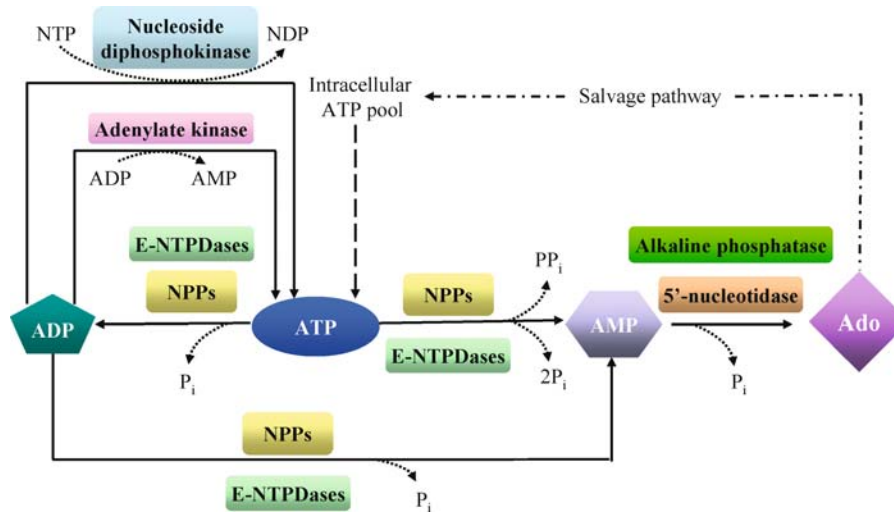 NTP
Nucleoside
diphosphokinase
NDP
Intracellular
ATP pool
Salvage pathway
Adenylate kinase
ADP
AMP
E-NTPDases
NPPs
Alkaline phosphatase
PPi
NPPs
5’-nucleotidase
ADP
ATP
AMP
Ado
E-NTPDases
Pi
2Pi
Pi
NPPs
E-NTPDases
Pi